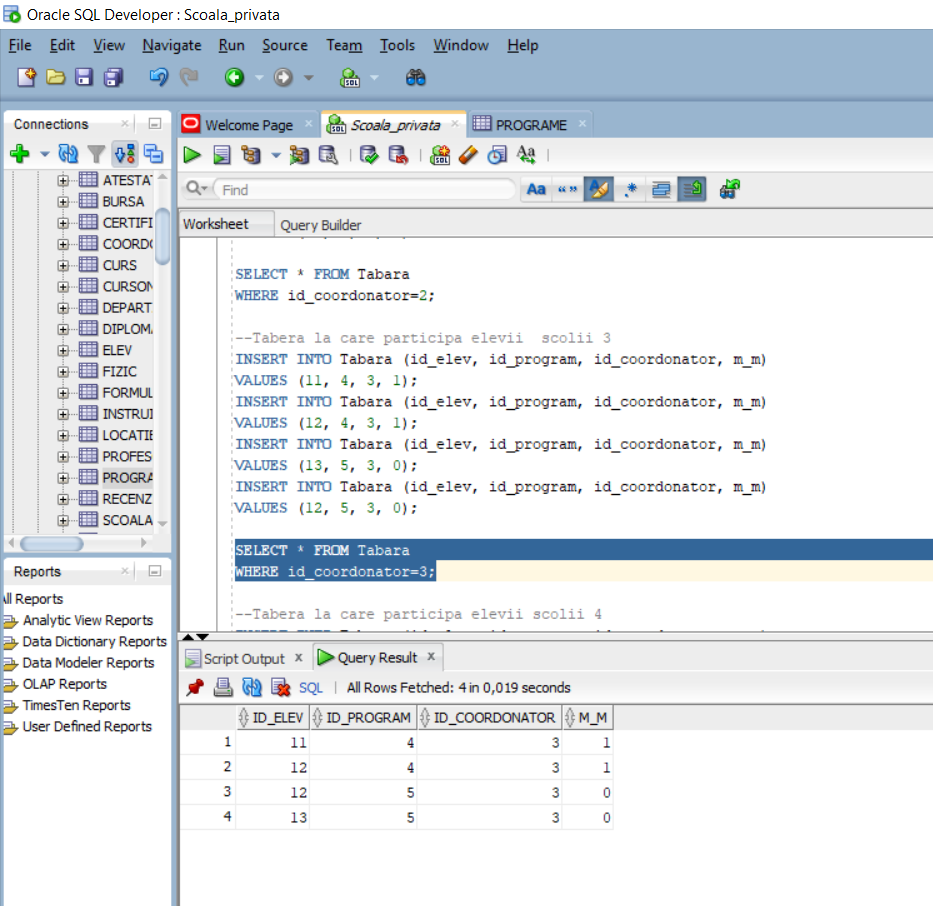 Oracle SQL Developer : Scoala_privata
File Edit View Navigate Run Source Team Tools Window Help
Connections
Welcome Page
Scoala_privata
PROGRAME
Find
Worksheet
Query Builder
ATESTAT
BURSA
CERTIFI
COORDO
CURS
CURSON
DEPART
DIPLOMA
ELEV
FIZIC
FORMUL
INSTRUI
LOCATIE
PROFES
PROGRA
RECENZ
SCOALA
SELECT * FROM Tabara
WHERE id_coordonator=2;
--Tabera la care participa elevii  scolii 3
INSERT INTO Tabara (id_elev, id_program, id_coordonator, m_m)
VALUES (11, 4, 3, 1);
INSERT INTO Tabara (id_elev, id_program, id_coordonator, m_m)
VALUES (12, 4, 3, 1);
INSERT INTO Tabara (id_elev, id_program, id_coordonator, m_m)
VALUES (13, 5, 3, 0);
INSERT INTO Tabara (id_elev, id_program, id_coordonator, m_m)
VALUES (12, 5, 3, 0);
SELECT * FROM Tabara
WHERE id_coordonator=3;
--Tabera la care participa elevii scolii 4
Reports
All Reports
Analytic View Reports
Data Dictionary Reports
Data Modeler Reports
OLAP Reports
TimesTen Reports
User Defined Reports
Script Output
Query Result
SQL | All Rows Fetched: 4 in 0,019 seconds
ID_ELEV ID_PROGRAM ID_COORDONATOR M_M
1 11 4 3 1
2 12 4 3 1
3 12 5 3 0
4 13 5 3 0